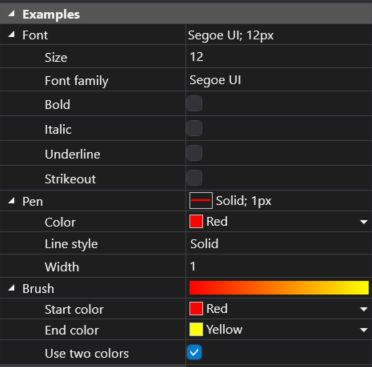 Examples
Font Segoe UI; 12px
Size 12
Font family Segoe UI
Bold
Italic
Underline
Strikeout
Pen Solid; 1px
Color Red
Line style Solid
Width 1
Brush
Start color Red
End color Yellow
Use two colors